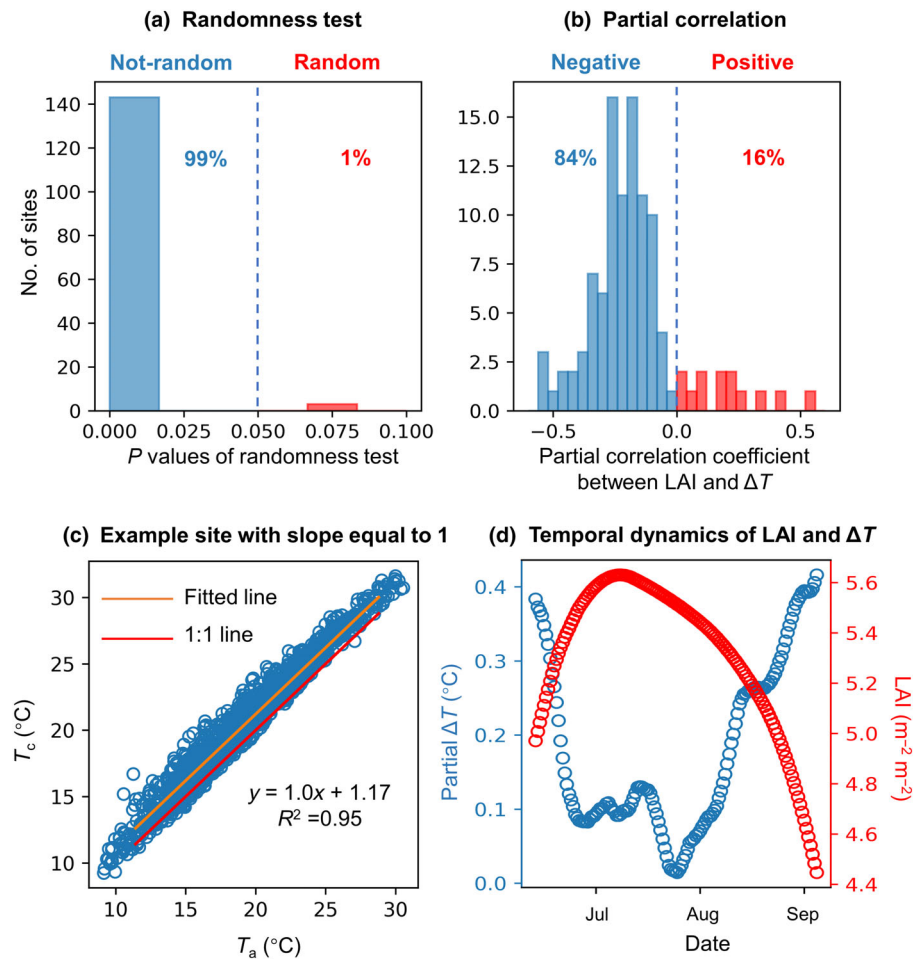 (a) Randomness test
Not-random Random
99% 1%
No. of sites
140
120
100
80
60
40
20
0
0.000 0.025 0.050 0.075 0.100
P values of randomness test
(b) Partial correlation
Negative Positive
84% 16%
15.0
12.5
10.0
7.5
5.0
2.5
0.0
−0.5 0.0 0.5
Partial correlation coefficient
between LAI and ΔT
(c) Example site with slope equal to 1
Fitted line
1:1 line
y = 1.0x + 1.17
R² =0.95
Tc (°C)
30
25
20
15
10
10 15 20 25 30
Ta (°C)
(d) Temporal dynamics of LAI and ΔT
Partial ΔT (°C)
0.4
0.3
0.2
0.1
0.0
LAI (m⁻² m⁻²)
5.6
5.4
5.2
5.0
4.8
4.6
4.4
Jul Aug Sep
Date